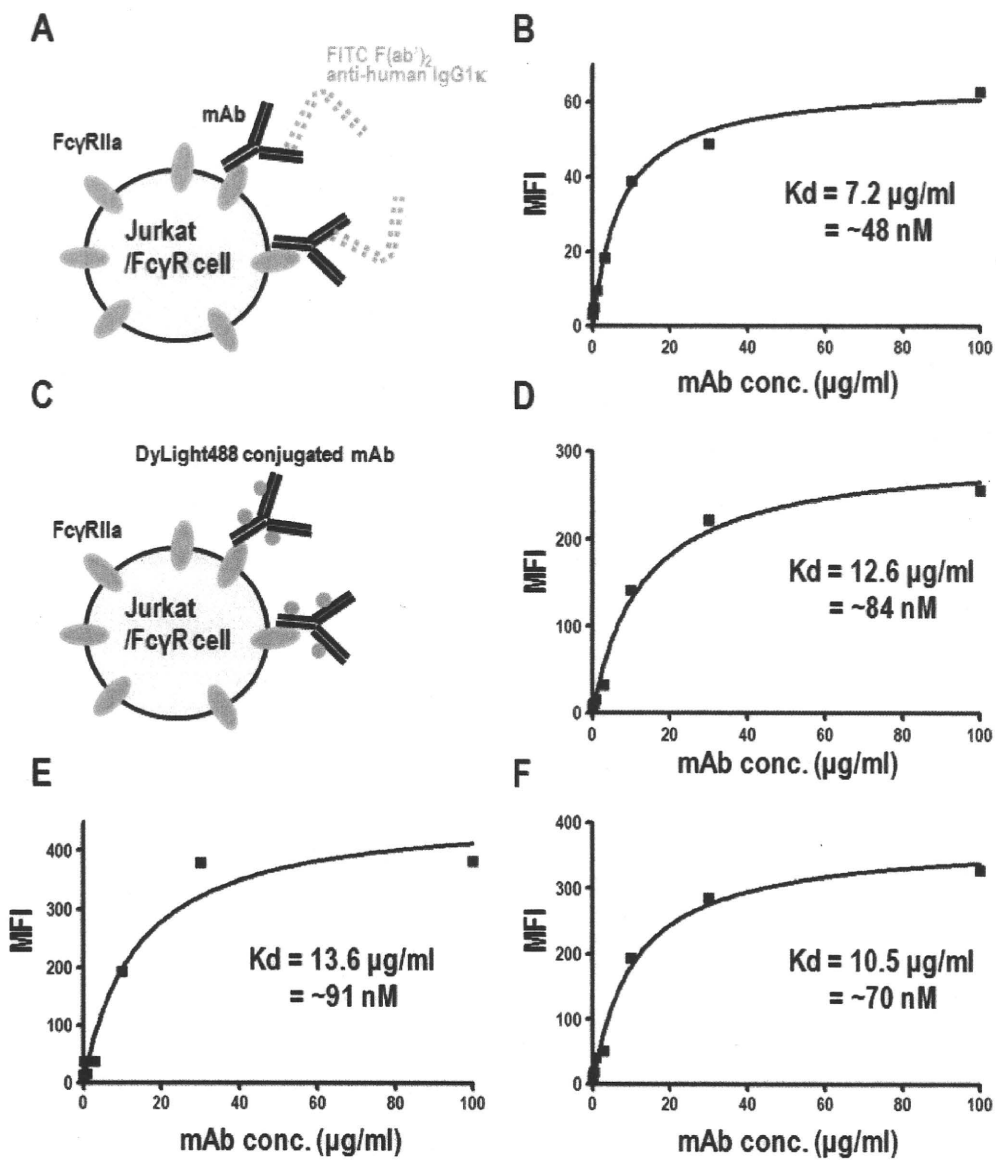 A
FITC F(ab')2
anti-human IgG1κ
mAb
FcγRIIa
Jurkat
/FcγR cell
B
MFI
60
40
20
0
0 20 40 60 80 100
mAb conc. (µg/ml)
Kd = 7.2 µg/ml
= ~48 nM
C
DyLight488 conjugated mAb
FcγRIIa
Jurkat
/FcγR cell
D
MFI
300
200
100
0
0 20 40 60 80 100
mAb conc. (µg/ml)
Kd = 12.6 µg/ml
= ~84 nM
E
MFI
400
300
200
100
0
0 20 40 60 80 100
mAb conc. (µg/ml)
Kd = 13.6 µg/ml
= ~91 nM
F
MFI
400
300
200
100
0
0 20 40 60 80 100
mAb conc. (µg/ml)
Kd = 10.5 µg/ml
= ~70 nM